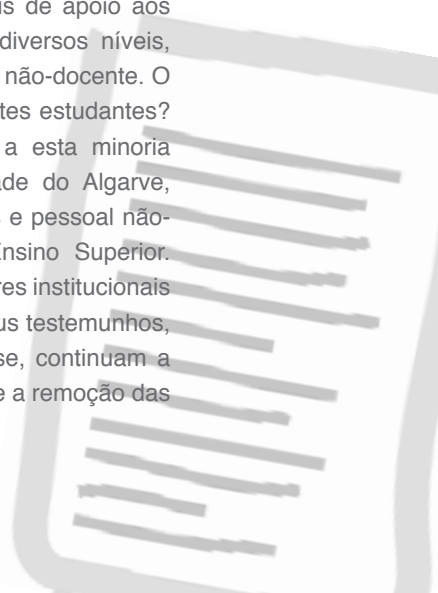 is de apoio aos
diversos níveis,
não-docente. O
tes estudantes?
a esta minoria
de do Algarve,
e pessoal não-
nsino Superior.
res institucionais
us testemunhos,
se, continuam a
e a remoção das